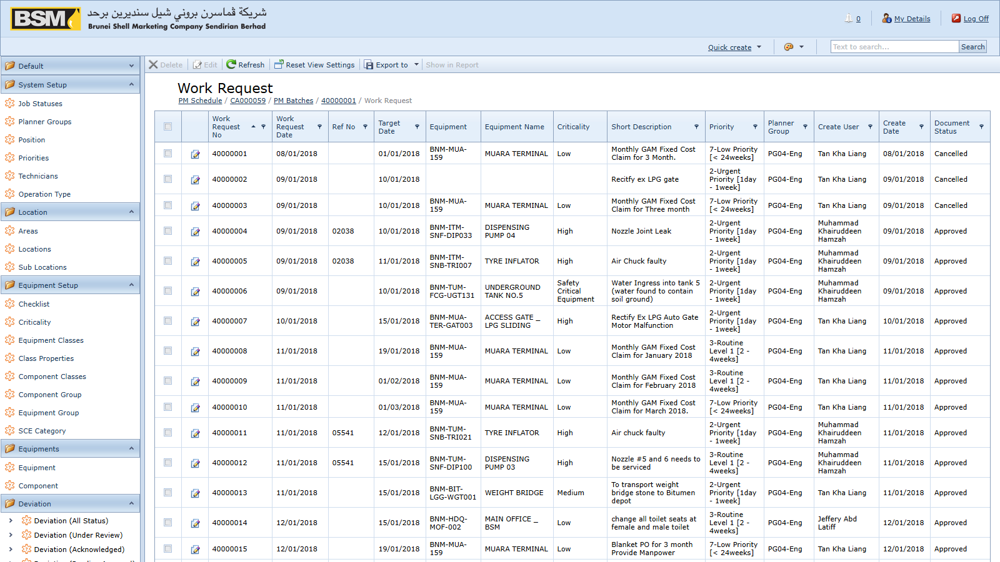 BSM
شركة ڤماسرن بروني شيل سنديرين برحد
Brunei Shell Marketing Company Sendirian Berhad
0
My Details
Log Off
Quick create
Text to search...
Search
Default
System Setup
Job Statuses
Planner Groups
Position
Priorities
Technicians
Operation Type
Location
Areas
Locations
Sub Locations
Equipment Setup
Checklist
Criticality
Equipment Classes
Class Properties
Component Classes
Component Group
Equipment Group
SCE Category
Equipments
Equipment
Component
Deviation
Deviation (All Status)
Deviation (Under Review)
Deviation (Acknowledged)
Delete Edit Refresh Reset View Settings Export to Show in Report
Work Request
PM Schedule / CA000059 / PM Batches / 40000001 / Work Request
Work Request No Work Request Date Ref No Target Date Equipment Equipment Name Criticality Short Description Priority Planner Group Create User Create Date Document Status
40000001 08/01/2018 01/01/2018 BNM-MUA-159 MUARA TERMINAL Low Monthly GAM Fixed Cost Claim for 3 Month. 7-Low Priority [< 24weeks] PG04-Eng Tan Kha Liang 08/01/2018 Cancelled
40000002 09/01/2018 10/01/2018 Recitfy ex LPG gate 2-Urgent Priority [1day - 1week] PG04-Eng Tan Kha Liang 09/01/2018 Cancelled
40000003 09/01/2018 10/01/2018 BNM-MUA-159 MUARA TERMINAL Low Monthly GAM Fixed Cost Claim for Three month 7-Low Priority [< 24weeks] PG04-Eng Tan Kha Liang 09/01/2018 Cancelled
40000004 09/01/2018 02038 10/01/2018 BNM-ITM-SNF-DIP033 DISPENSING PUMP 04 High Nozzle Joint Leak 2-Urgent Priority [1day - 1week] PG04-Eng Muhammad Khairuddeen Hamzah 09/01/2018 Approved
40000005 09/01/2018 02038 11/01/2018 BNM-ITM-SNB-TRI007 TYRE INFLATOR High Air Chuck faulty 2-Urgent Priority [1day - 1week] PG04-Eng Muhammad Khairuddeen Hamzah 09/01/2018 Approved
40000006 09/01/2018 10/01/2018 BNM-TUM-FCG-UGT131 UNDERGROUND TANK NO.5 Safety Critical Equipment Water Ingress into tank 5 (water found to contain soil ground) 2-Urgent Priority [1day - 1week] PG04-Eng Muhammad Khairuddeen Hamzah 09/01/2018 Approved
40000007 10/01/2018 15/01/2018 BNM-MUA-TER-GAT003 ACCESS GATE – LPG SLIDING High Rectify Ex LPG Auto Gate Motor Malfunction 2-Urgent Priority [1day - 1week] PG04-Eng Tan Kha Liang 10/01/2018 Approved
40000008 11/01/2018 19/01/2018 BNM-MUA-159 MUARA TERMINAL Low Monthly GAM Fixed Cost Claim for January 2018 3-Routine Level 1 [2 - 4weeks] PG04-Eng Tan Kha Liang 11/01/2018 Approved
40000009 11/01/2018 01/02/2018 BNM-MUA-159 MUARA TERMINAL Low Monthly GAM Fixed Cost Claim for February 2018 3-Routine Level 1 [2 - 4weeks] PG04-Eng Tan Kha Liang 11/01/2018 Approved
40000010 11/01/2018 01/03/2018 BNM-MUA-159 MUARA TERMINAL Low Monthly GAM Fixed Cost Claim for March 2018. 7-Low Priority [< 24weeks] PG04-Eng Tan Kha Liang 11/01/2018 Approved
40000011 11/01/2018 05541 12/01/2018 BNM-TUM-SNB-TRI021 TYRE INFLATOR High Air chuck faulty 2-Urgent Priority [1day - 1week] PG04-Eng Muhammad Khairuddeen Hamzah 11/01/2018 Approved
40000012 11/01/2018 05541 15/01/2018 BNM-TUM-SNF-DIP100 DISPENSING PUMP 03 High Nozzle #5 and 6 needs to be serviced 3-Routine Level 1 [2 - 4weeks] PG04-Eng Muhammad Khairuddeen Hamzah 11/01/2018 Approved
40000013 11/01/2018 15/01/2018 BNM-BIT-LGG-WGT001 WEIGHT BRIDGE Medium To transport weight bridge stone to Bitumen depot 2-Urgent Priority [1day - 1week] PG04-Eng Tan Kha Liang 11/01/2018 Approved
40000014 12/01/2018 15/01/2018 BNM-HDQ-MOF-002 MAIN OFFICE – BSM Low change all toilet seats at female and male toilet 3-Routine Level 1 [2 - 4weeks] PG04-Eng Jeffery Abd Latiff 12/01/2018 Approved
40000015 12/01/2018 19/01/2018 BNM-MUA-159 MUARA TERMINAL Low Blanket PO for 3 month Provide Manpower 7-Low Priority [< 24weeks] PG04-Eng Tan Kha Liang 12/01/2018 Approved